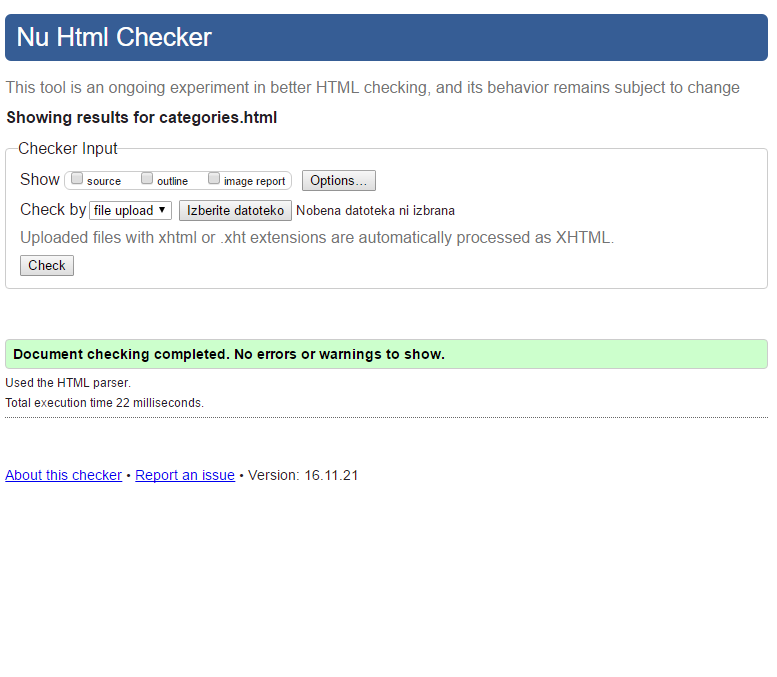 Nu Html Checker
This tool is an ongoing experiment in better HTML checking, and its behavior remains subject to change
Showing results for categories.html
Checker Input
Show source outline image report Options...
Check by file upload Izberite datoteko Nobena datoteka ni izbrana
Uploaded files with xhtml or .xht extensions are automatically processed as XHTML.
Check
Document checking completed. No errors or warnings to show.
Used the HTML parser.
Total execution time 22 milliseconds.
About this checker • Report an issue • Version: 16.11.21